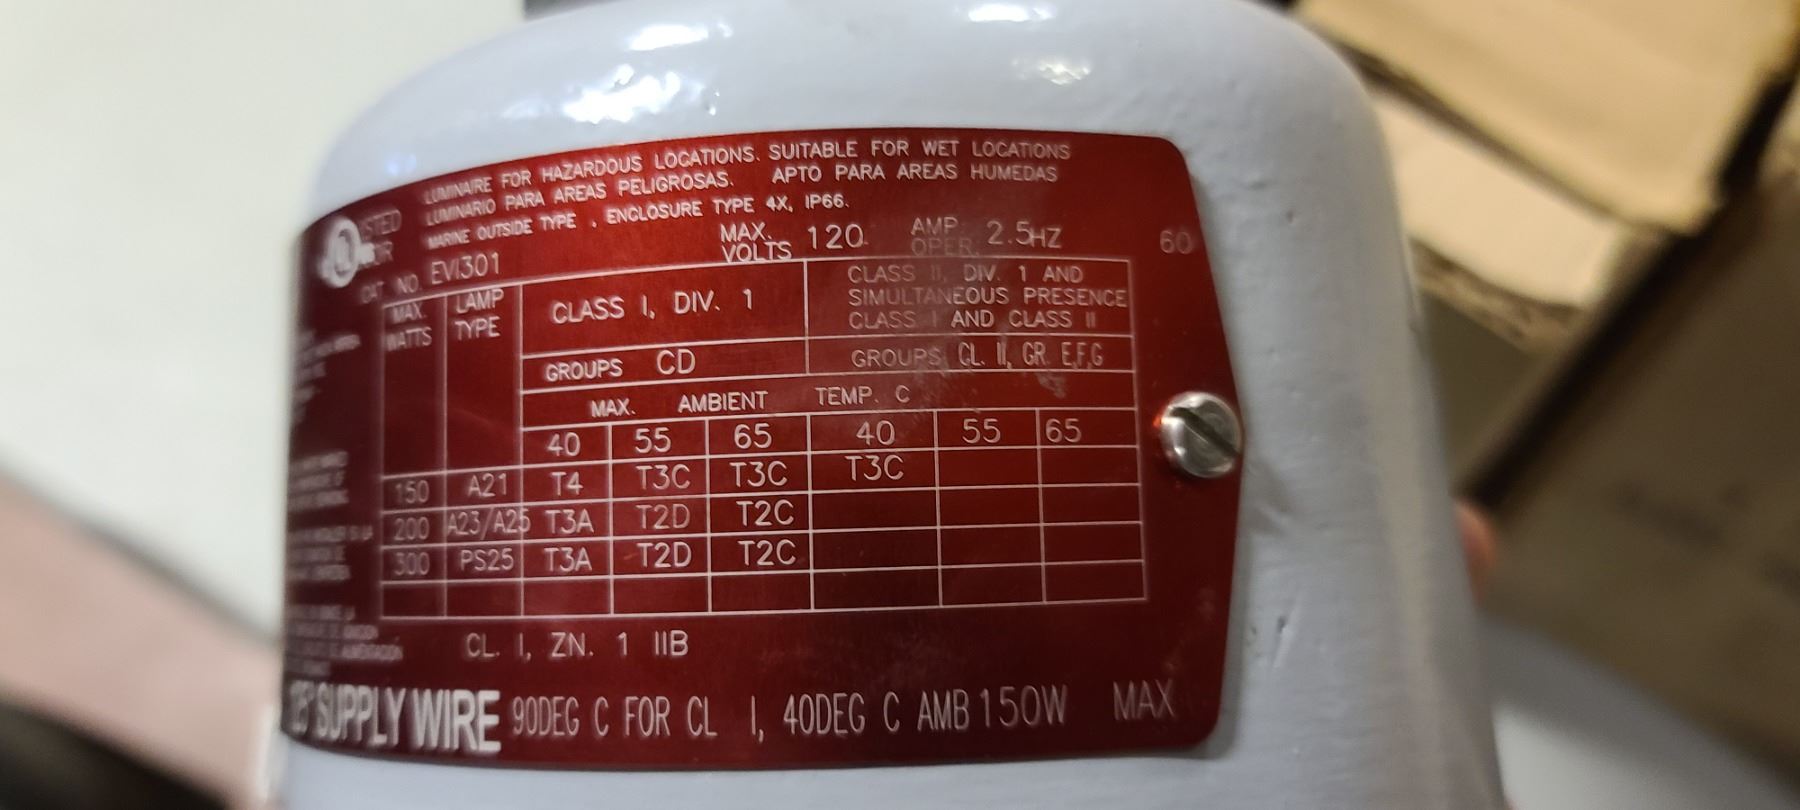 LUMINAIRE FOR HAZARDOUS LOCATIONS. SUITABLE FOR WET LOCATIONS
LUMINARIO PARA AREAS PELIGROSAS. APTO PARA AREAS HUMEDAS
MARINE OUTSIDE TYPE , ENCLOSURE TYPE 4X, IP66.
UL
MAX. VOLTS 120 AMP OPER. 2.5HZ 60
CAT. NO. EVI301
MAX. WATTS LAMP TYPE CLASS I, DIV. 1
CLASS II, DIV. 1 AND
SIMULTANEOUS PRESENCE
CLASS I AND CLASS II
GROUPS CD GROUPS CL. II, GR. E,F,G
MAX. AMBIENT TEMP. C
40 55 65 40 55 65
150 A21 T4 T3C T3C T3C
200 A23/A25 T3A T2D T2C
300 PS25 T3A T2D T2C
CL. I, ZN. 1 IIB
SUPPLY WIRE 90DEG C FOR CL I, 40DEG C AMB 150W MAX